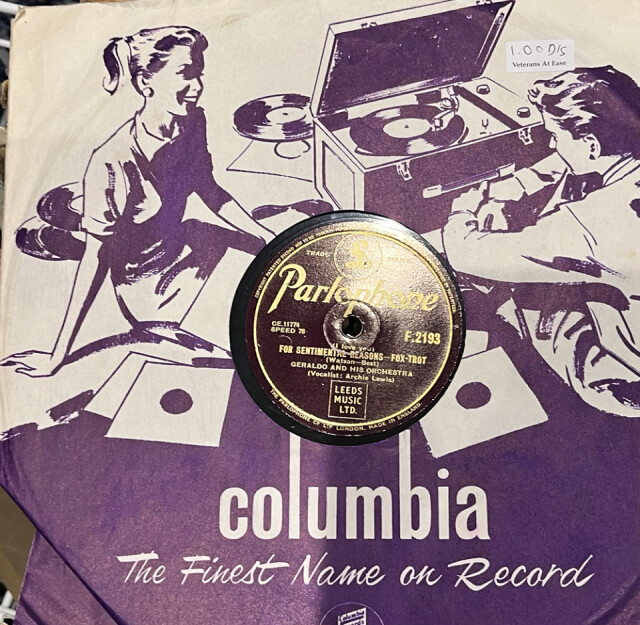 1.00 D/S
Veterans At Ease
TRADE MARK
Parlophone
CE.11774
SPEED 78
F.2193
(I love you)
FOR SENTIMENTAL REASONS—FOX-TROT
(Watson—Best)
GERALDO AND HIS ORCHESTRA
(Vocalist: Archie Lewis)
LEEDS
MUSIC
LTD.
THE PARLOPHONE CO LTD LONDON. MADE IN ENGLAND.
columbia
The Finest Name on Record
Columbia